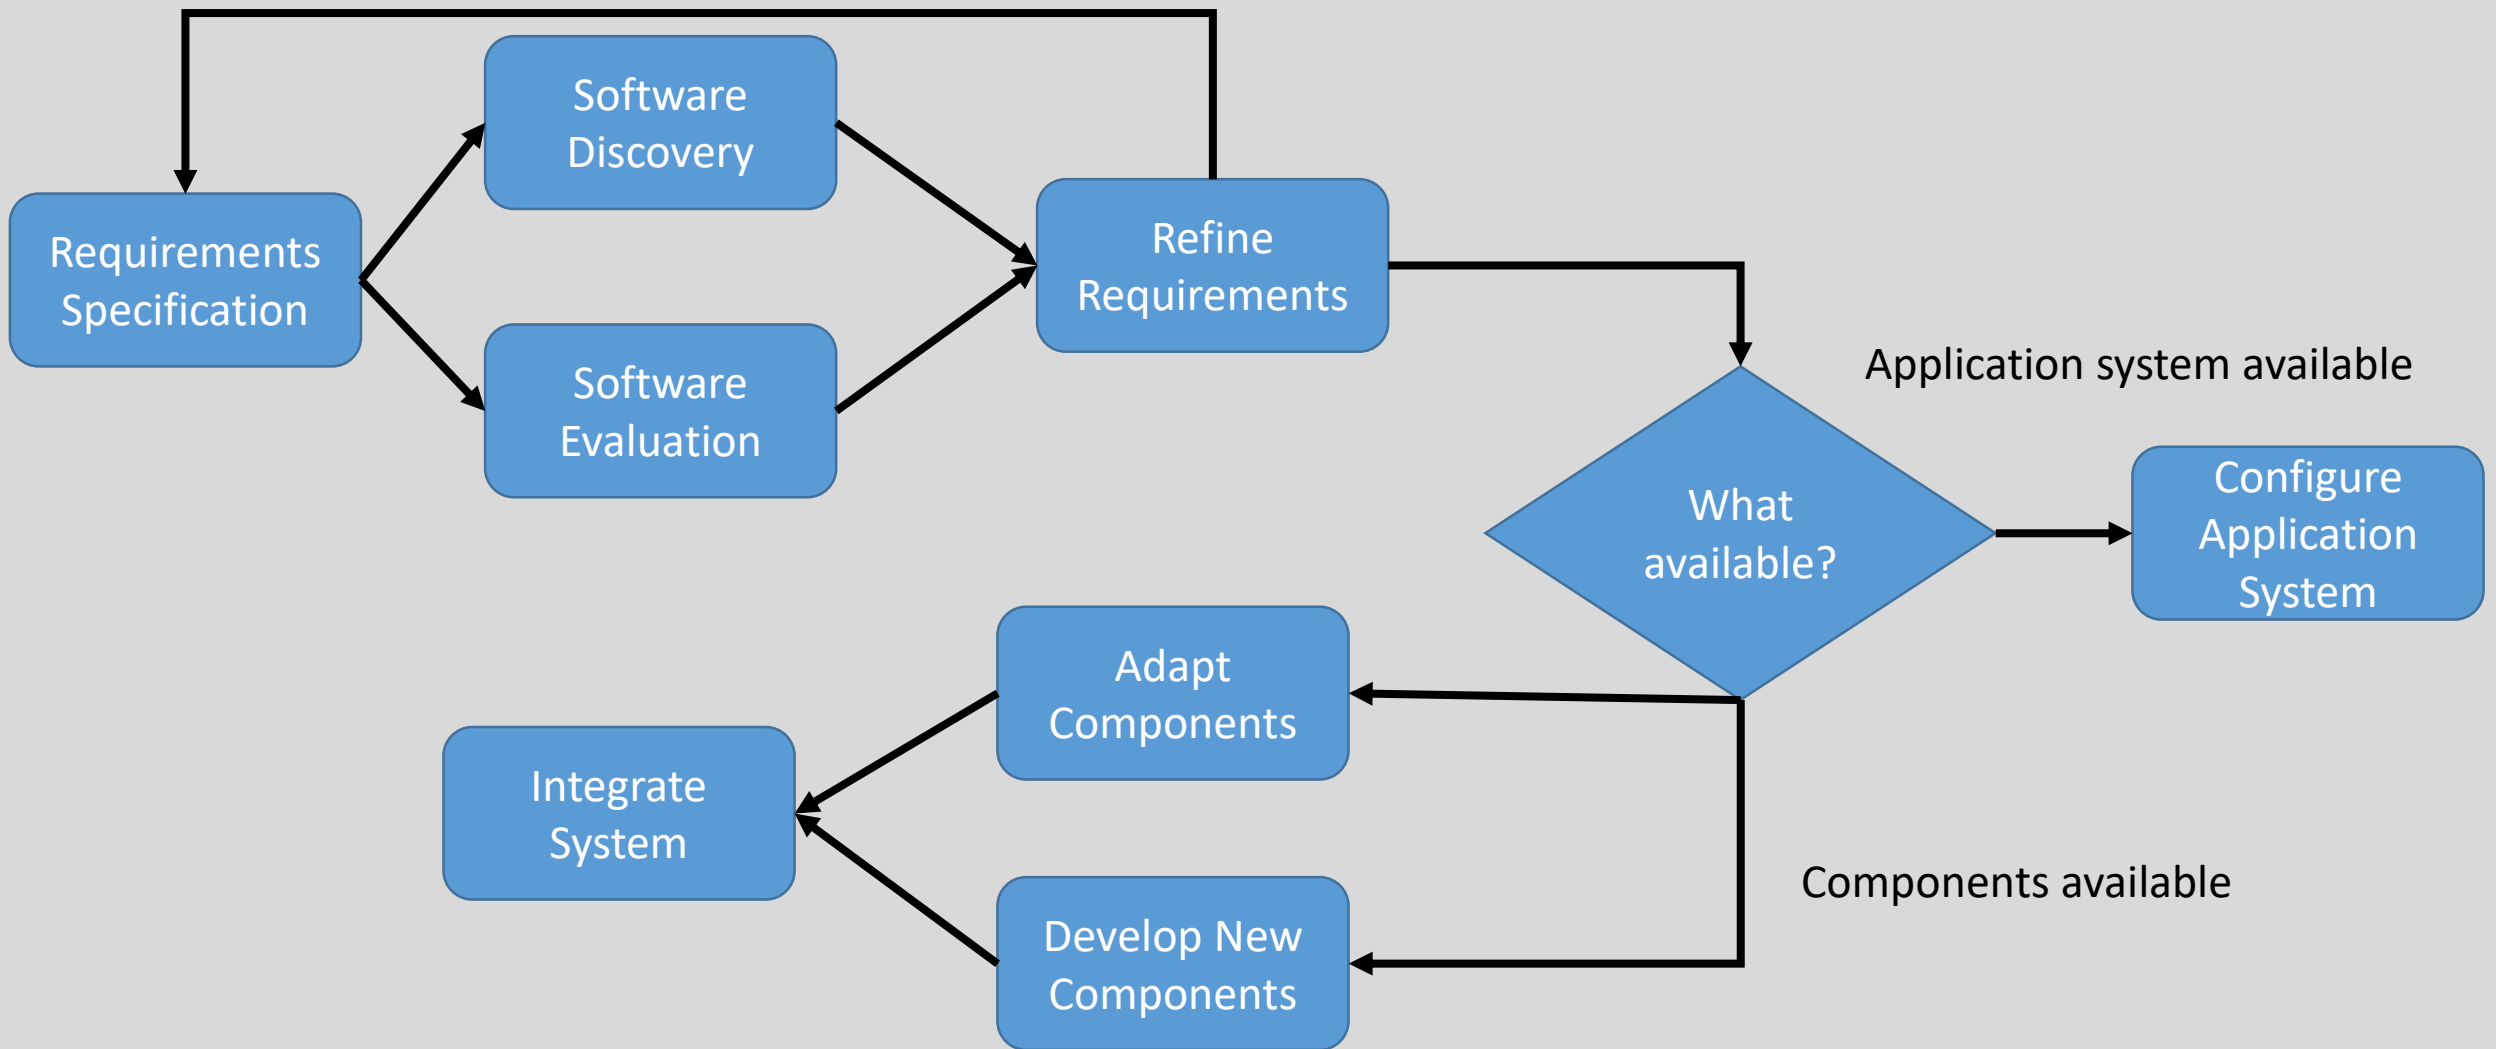 Software
Discovery
Requirements
Specification
Software
Evaluation
Refine
Requirements
Application system available
What
available?
Configure
Application
System
Adapt
Components
Integrate
System
Components available
Develop New
Components